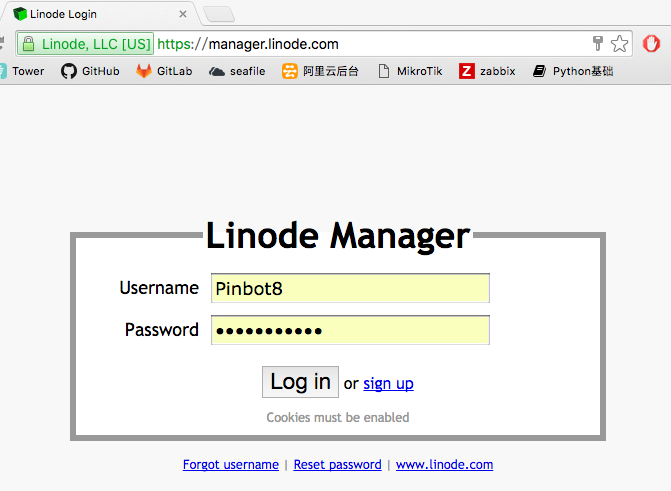 Linode Login
Linode, LLC [US] https://manager.linode.com
Tower GitHub GitLab seafile 阿里云后台 MikroTik zabbix Python基础
Linode Manager
Username Pinbot8
Password •••••••••••
Log in or sign up
Cookies must be enabled
Forgot username | Reset password | www.linode.com